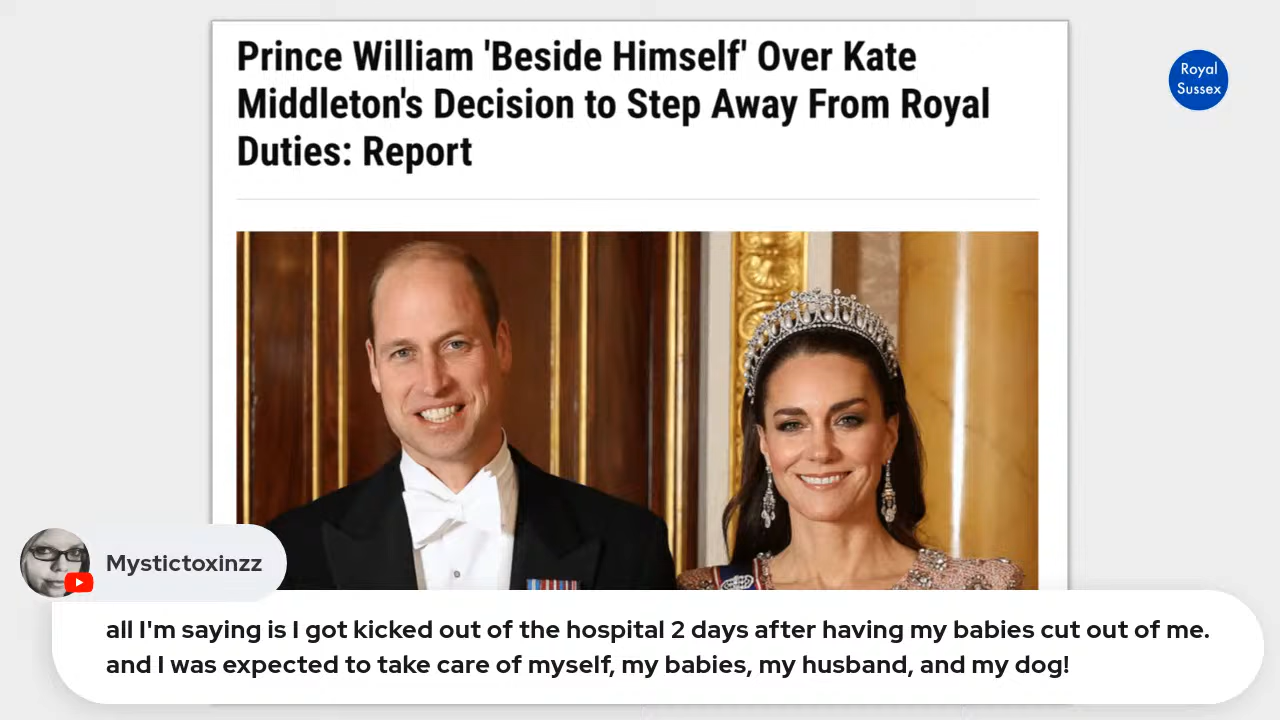 Prince William 'Beside Himself' Over Kate
Middleton's Decision to Step Away From Royal
Duties: Report
Royal
Sussex
Mystictoxinzz
all I'm saying is I got kicked out of the hospital 2 days after having my babies cut out of me.
and I was expected to take care of myself, my babies, my husband, and my dog!